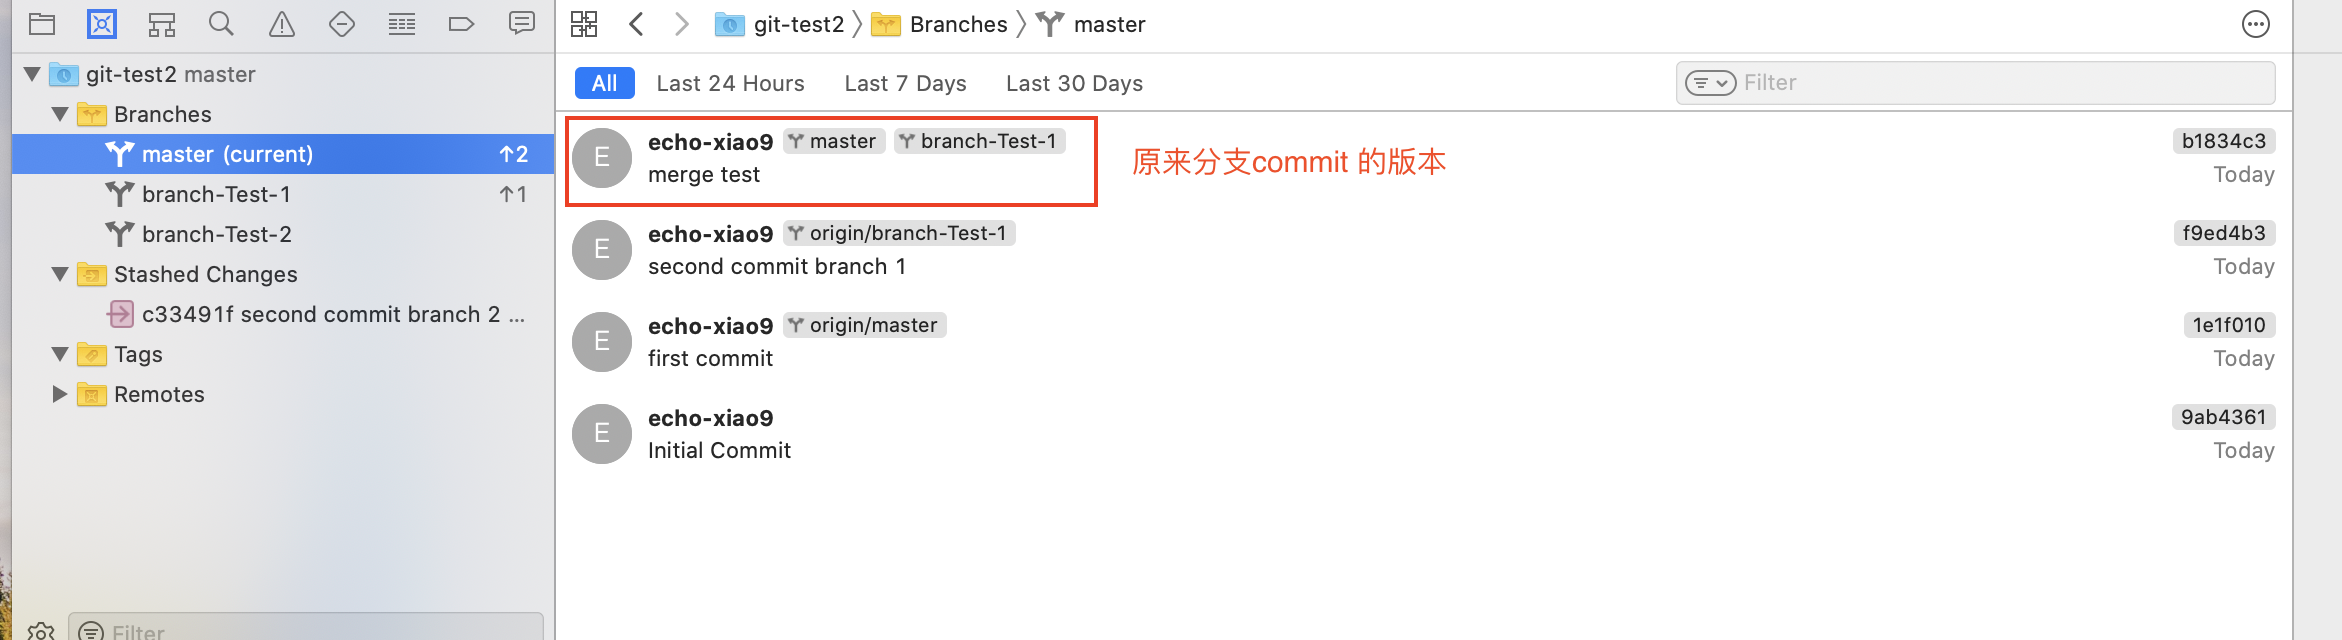 git-test2 master
Branches
master (current) ↑2
branch-Test-1 ↑1
branch-Test-2
Stashed Changes
c33491f second commit branch 2 ...
Tags
Remotes
Filter
git-test2 〉 Branches 〉 master
All Last 24 Hours Last 7 Days Last 30 Days Filter
E echo-xiao9 master branch-Test-1 b1834c3
merge test Today
原来分支commit 的版本
E echo-xiao9 origin/branch-Test-1 f9ed4b3
second commit branch 1 Today
E echo-xiao9 origin/master 1e1f010
first commit Today
E echo-xiao9 9ab4361
Initial Commit Today